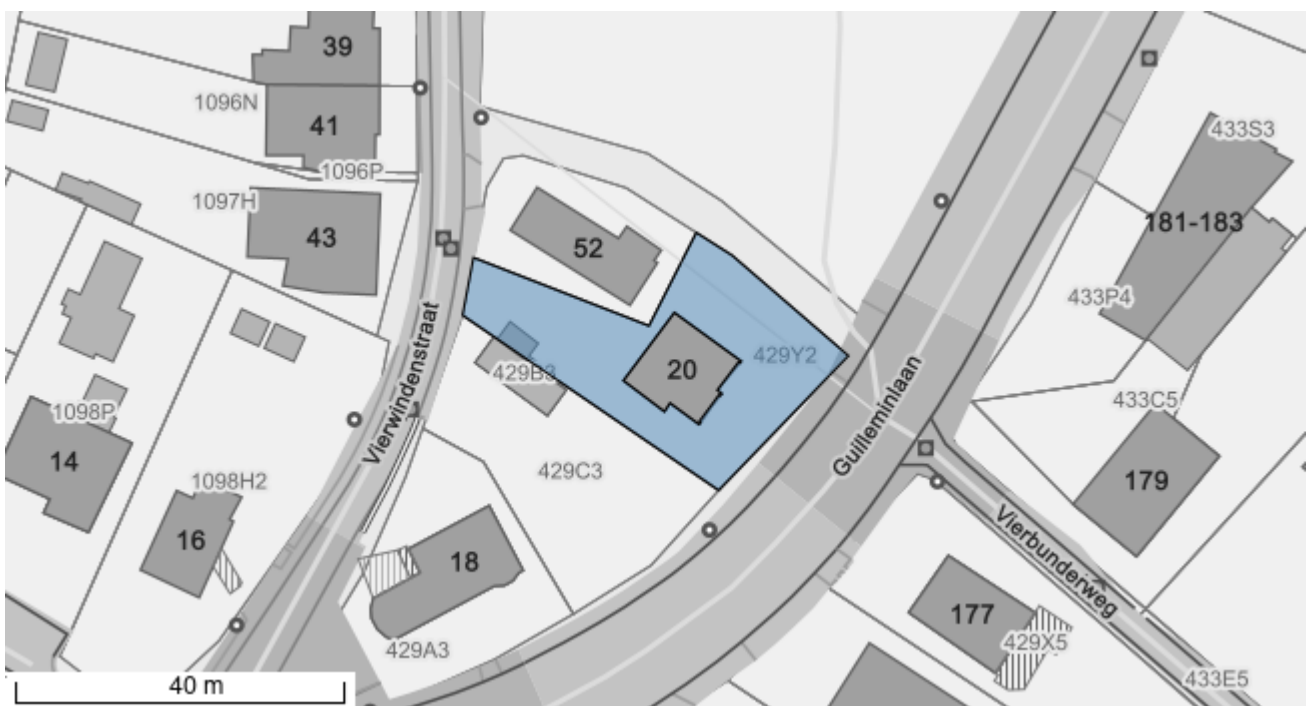 39
1096N
41
433S3
1096P
1097H
43
52
181-183
433P4
Vierwindenstraat
429Y2
20
429B3
433C5
1098P
Guilleminlaan
14
429C3
1098H2
179
16
18
Vierbunderweg
177
429X5
429A3
433E5
40 m